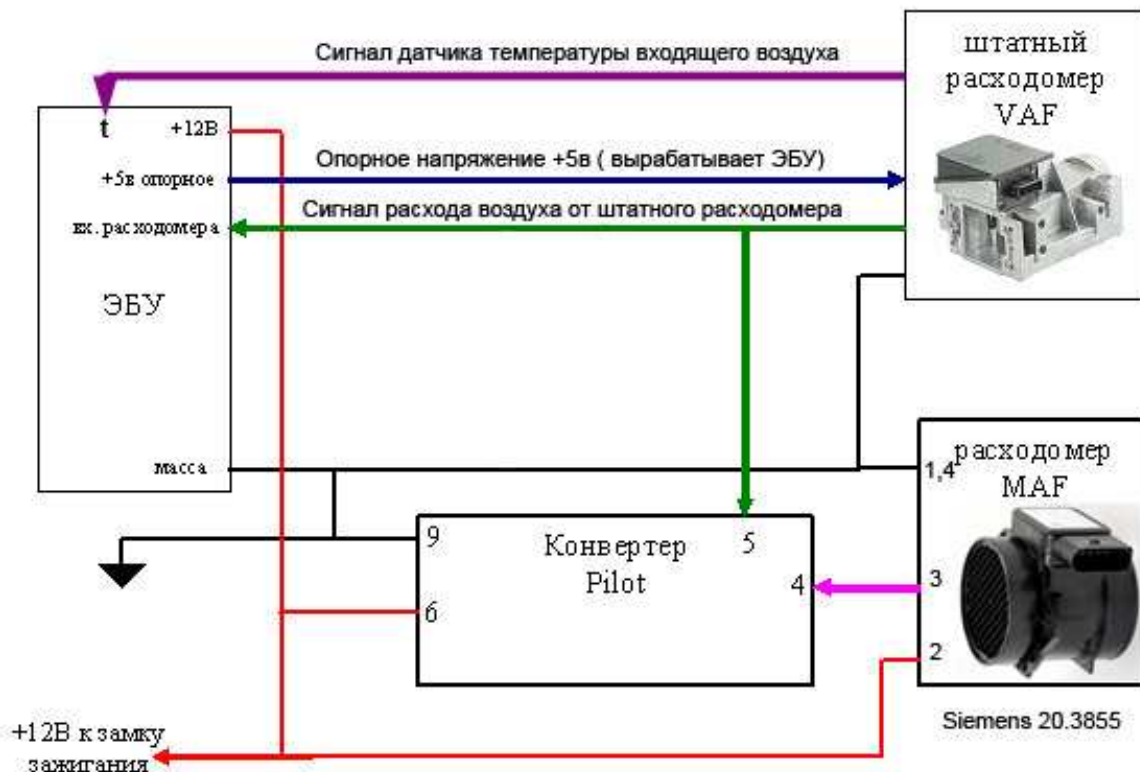 Сигнал датчика температуры входящего воздуха
штатный
расходомер
VAF
t
+12В
Опорное напряжение +5в ( вырабатывает ЭБУ)
+5в опорное
Сигнал расхода воздуха от штатного расходомера
вх. расходомера
ЭБУ
масса
расходомер
MAF
1,4
9
Конвертер
Pilot
5
4
3
6
2
Siemens 20.3855
+12В к замку
зажигания